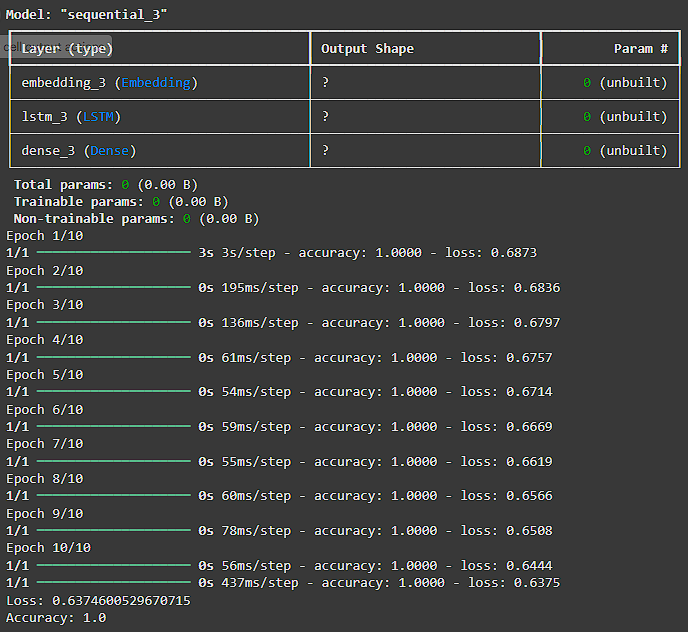 Model: "sequential_3"
Layer (type) Output Shape Param #
embedding_3 (Embedding) ? 0 (unbuilt)
lstm_3 (LSTM) ? 0 (unbuilt)
dense_3 (Dense) ? 0 (unbuilt)
Total params: 0 (0.00 B)
Trainable params: 0 (0.00 B)
Non-trainable params: 0 (0.00 B)
Epoch 1/10
1/1 ━━━━━━━━━━━━━━━━━━━━ 3s 3s/step - accuracy: 1.0000 - loss: 0.6873
Epoch 2/10
1/1 ━━━━━━━━━━━━━━━━━━━━ 0s 195ms/step - accuracy: 1.0000 - loss: 0.6836
Epoch 3/10
1/1 ━━━━━━━━━━━━━━━━━━━━ 0s 136ms/step - accuracy: 1.0000 - loss: 0.6797
Epoch 4/10
1/1 ━━━━━━━━━━━━━━━━━━━━ 0s 61ms/step - accuracy: 1.0000 - loss: 0.6757
Epoch 5/10
1/1 ━━━━━━━━━━━━━━━━━━━━ 0s 54ms/step - accuracy: 1.0000 - loss: 0.6714
Epoch 6/10
1/1 ━━━━━━━━━━━━━━━━━━━━ 0s 59ms/step - accuracy: 1.0000 - loss: 0.6669
Epoch 7/10
1/1 ━━━━━━━━━━━━━━━━━━━━ 0s 55ms/step - accuracy: 1.0000 - loss: 0.6619
Epoch 8/10
1/1 ━━━━━━━━━━━━━━━━━━━━ 0s 60ms/step - accuracy: 1.0000 - loss: 0.6566
Epoch 9/10
1/1 ━━━━━━━━━━━━━━━━━━━━ 0s 78ms/step - accuracy: 1.0000 - loss: 0.6508
Epoch 10/10
1/1 ━━━━━━━━━━━━━━━━━━━━ 0s 56ms/step - accuracy: 1.0000 - loss: 0.6444
1/1 ━━━━━━━━━━━━━━━━━━━━ 0s 437ms/step - accuracy: 1.0000 - loss: 0.6375
Loss: 0.6374600529670715
Accuracy: 1.0